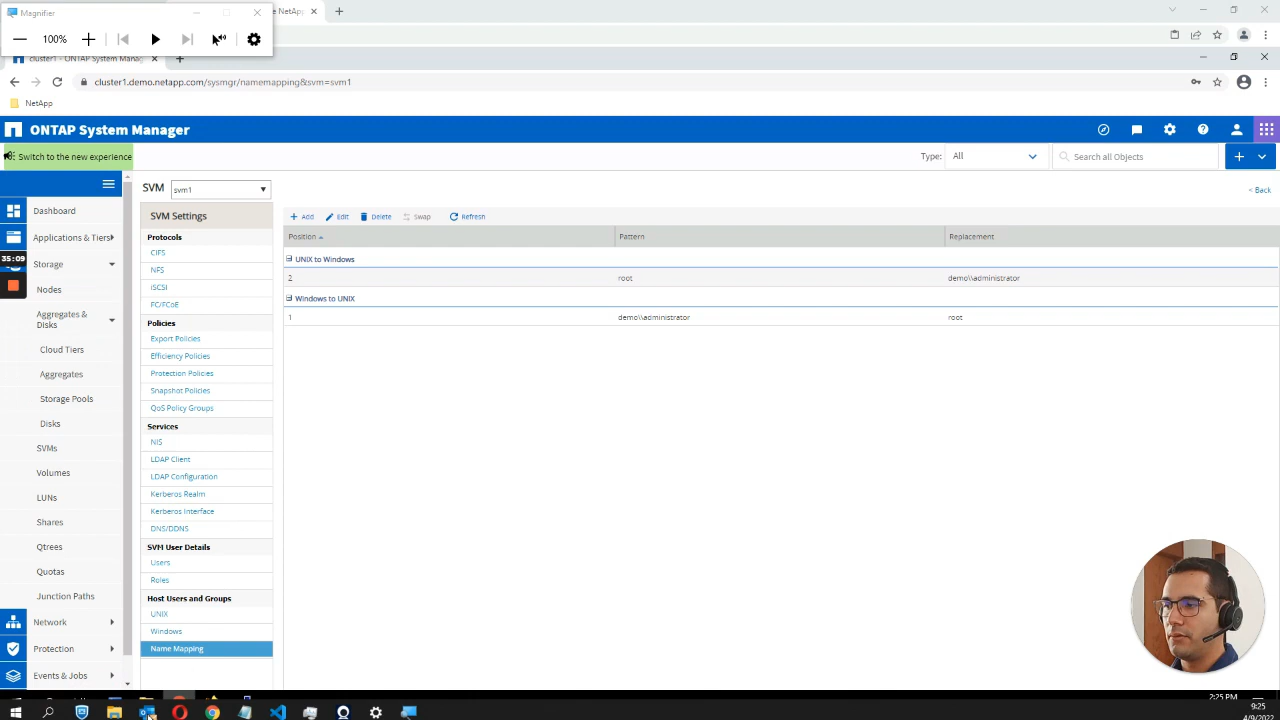 Magnifier
100%
NetApp
cluster1 - ONTAP System Manag
cluster1.demo.netapp.com/sysmgr/namemapping&svm=svm1
NetApp
ONTAP System Manager
Switch to the new experience
Type: All
Search all Objects
SVM svm1
< Back
Dashboard
Applications & Tiers
Storage
35:09
Nodes
Aggregates &
Disks
Cloud Tiers
Aggregates
Storage Pools
Disks
SVMs
Volumes
LUNs
Shares
Qtrees
Quotas
Junction Paths
Network
Protection
Events & Jobs
SVM Settings
Protocols
CIFS
NFS
iSCSI
FC/FCoE
Policies
Export Policies
Efficiency Policies
Protection Policies
Snapshot Policies
QoS Policy Groups
Services
NIS
LDAP Client
LDAP Configuration
Kerberos Realm
Kerberos Interface
DNS/DDNS
SVM User Details
Users
Roles
Host Users and Groups
UNIX
Windows
Name Mapping
Add Edit Delete Swap Refresh
Position Pattern Replacement
UNIX to Windows
2 root demo\\administrator
Windows to UNIX
1 demo\\administrator root
2:25 PM
9:25
4/9/2022